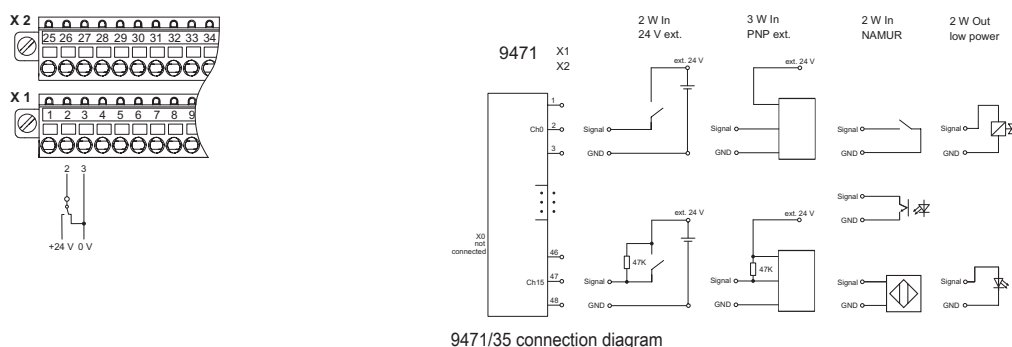 X 2
25 26 27 28 29 30 31 32 33 34
X 1
1 2 3 4 5 6 7 8 9
2 3
+24 V 0 V
9471 X1
X2
1
Ch0 2
3
X0
not
connected
46
Ch15 47
48
2 W In
24 V ext.
ext. 24 V
Signal
GND
ext. 24 V
47K
Signal
GND
3 W In
PNP ext.
ext. 24 V
Signal
GND
ext. 24 V
47K
Signal
GND
2 W In
NAMUR
Signal
GND
Signal
GND
Signal
GND
2 W Out
low power
Signal
GND
Signal
GND
9471/35 connection diagram